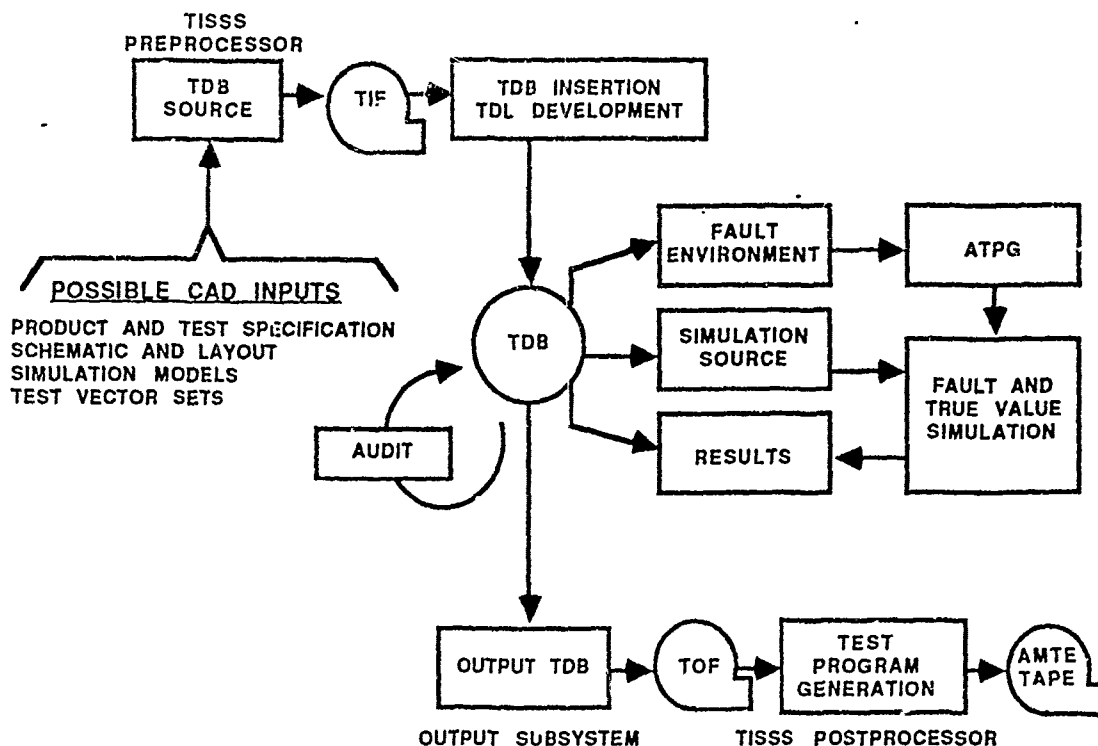 TISSS
PREPROCESSOR
TDB
SOURCE
TIF
TDB INSERTION
TDL DEVELOPMENT
POSSIBLE CAD INPUTS
PRODUCT AND TEST SPECIFICATION
SCHEMATIC AND LAYOUT
SIMULATION MODELS
TEST VECTOR SETS
FAULT
ENVIRONMENT
ATPG
TDB
SIMULATION
SOURCE
FAULT AND
TRUE VALUE
SIMULATION
AUDIT
RESULTS
OUTPUT TDB
TOF
TEST
PROGRAM
GENERATION
AMTE
TAPE
OUTPUT SUBSYSTEM
TISSS POSTPROCESSOR